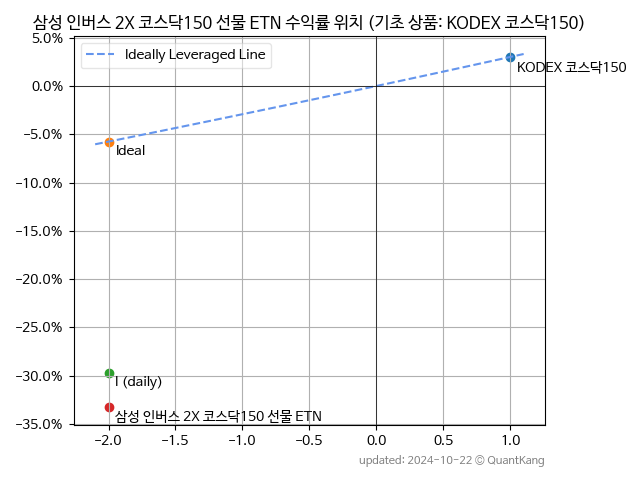 삼성 인버스 2X 코스닥150 선물 ETN 수익률 위치 (기초 상품: KODEX 코스닥150)
5.0%
Ideally Leveraged Line
KODEX 코스닥150
0.0%
−5.0%
Ideal
−10.0%
−15.0%
−20.0%
−25.0%
−30.0%
I (daily)
삼성 인버스 2X 코스닥150 선물 ETN
−35.0%
−2.0 −1.5 −1.0 −0.5 0.0 0.5 1.0
updated: 2024-10-22 © QuantKang